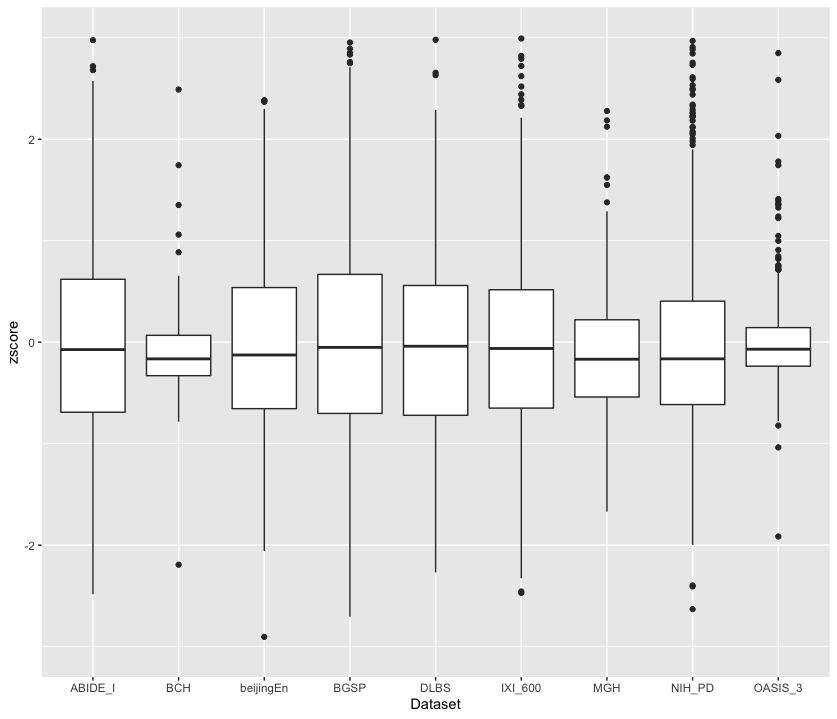 zscore
2
0
-2
ABIDE_I BCH beijingEn BGSP DLBS IXI_600 MGH NIH_PD OASIS_3
Dataset